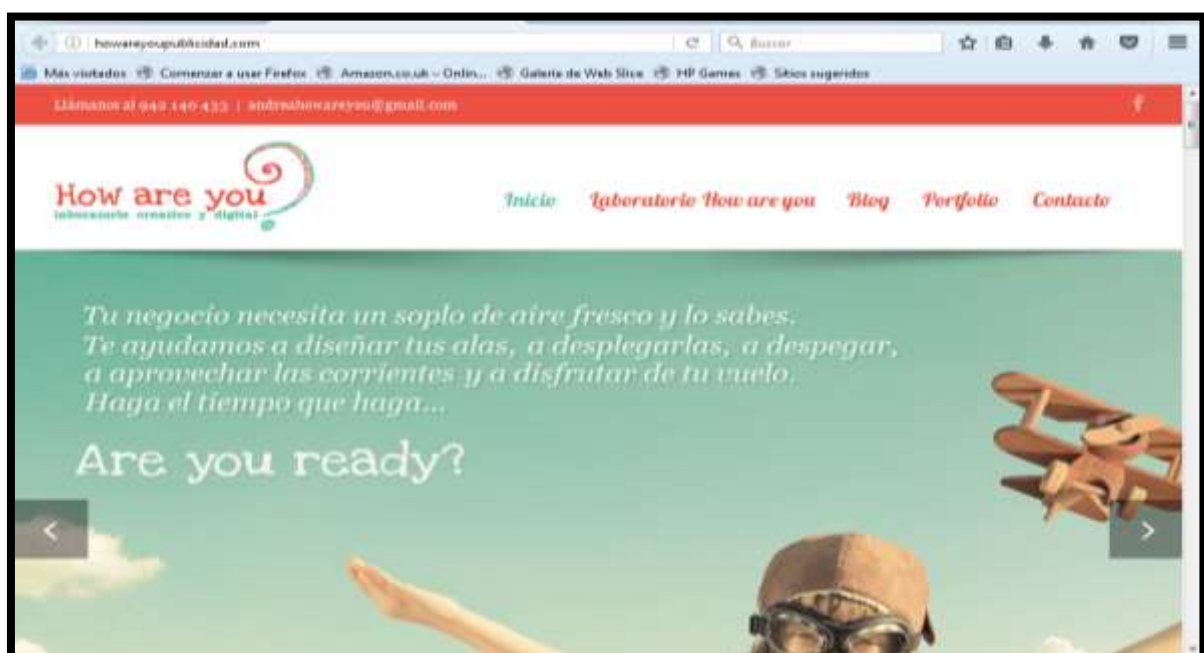 howareyoupublicidad.com
Buscar
Más visitados Comenzar a usar Firefox Amazon.co.uk – Onlin... Galería de Web Slice HP Games Sitios sugeridos
Llámanos al 942 140 433 | andreahowareyou@gmail.com
How are you
laboratorio creativo y digital
Inicio Laboratorio How are you Blog Portfolio Contacto
Tu negocio necesita un soplo de aire fresco y lo sabes.
Te ayudamos a diseñar tus alas, a desplegarlas, a despegar,
a aprovechar las corrientes y a disfrutar de tu vuelo.
Haga el tiempo que haga...
Are you ready?